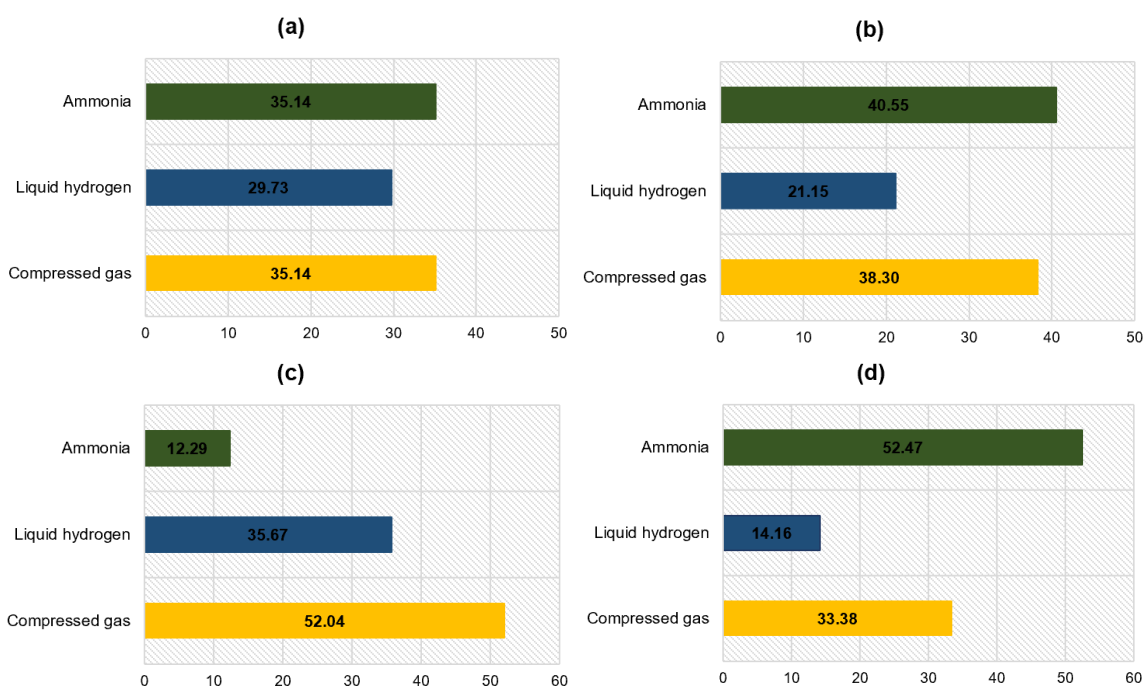 (a)
Ammonia
35.14
Liquid hydrogen
29.73
Compressed gas
35.14
0 10 20 30 40 50
(b)
Ammonia
40.55
Liquid hydrogen
21.15
Compressed gas
38.30
0 10 20 30 40 50
(c)
Ammonia
12.29
Liquid hydrogen
35.67
Compressed gas
52.04
0 10 20 30 40 50 60
(d)
Ammonia
52.47
Liquid hydrogen
14.16
Compressed gas
33.38
0 10 20 30 40 50 60